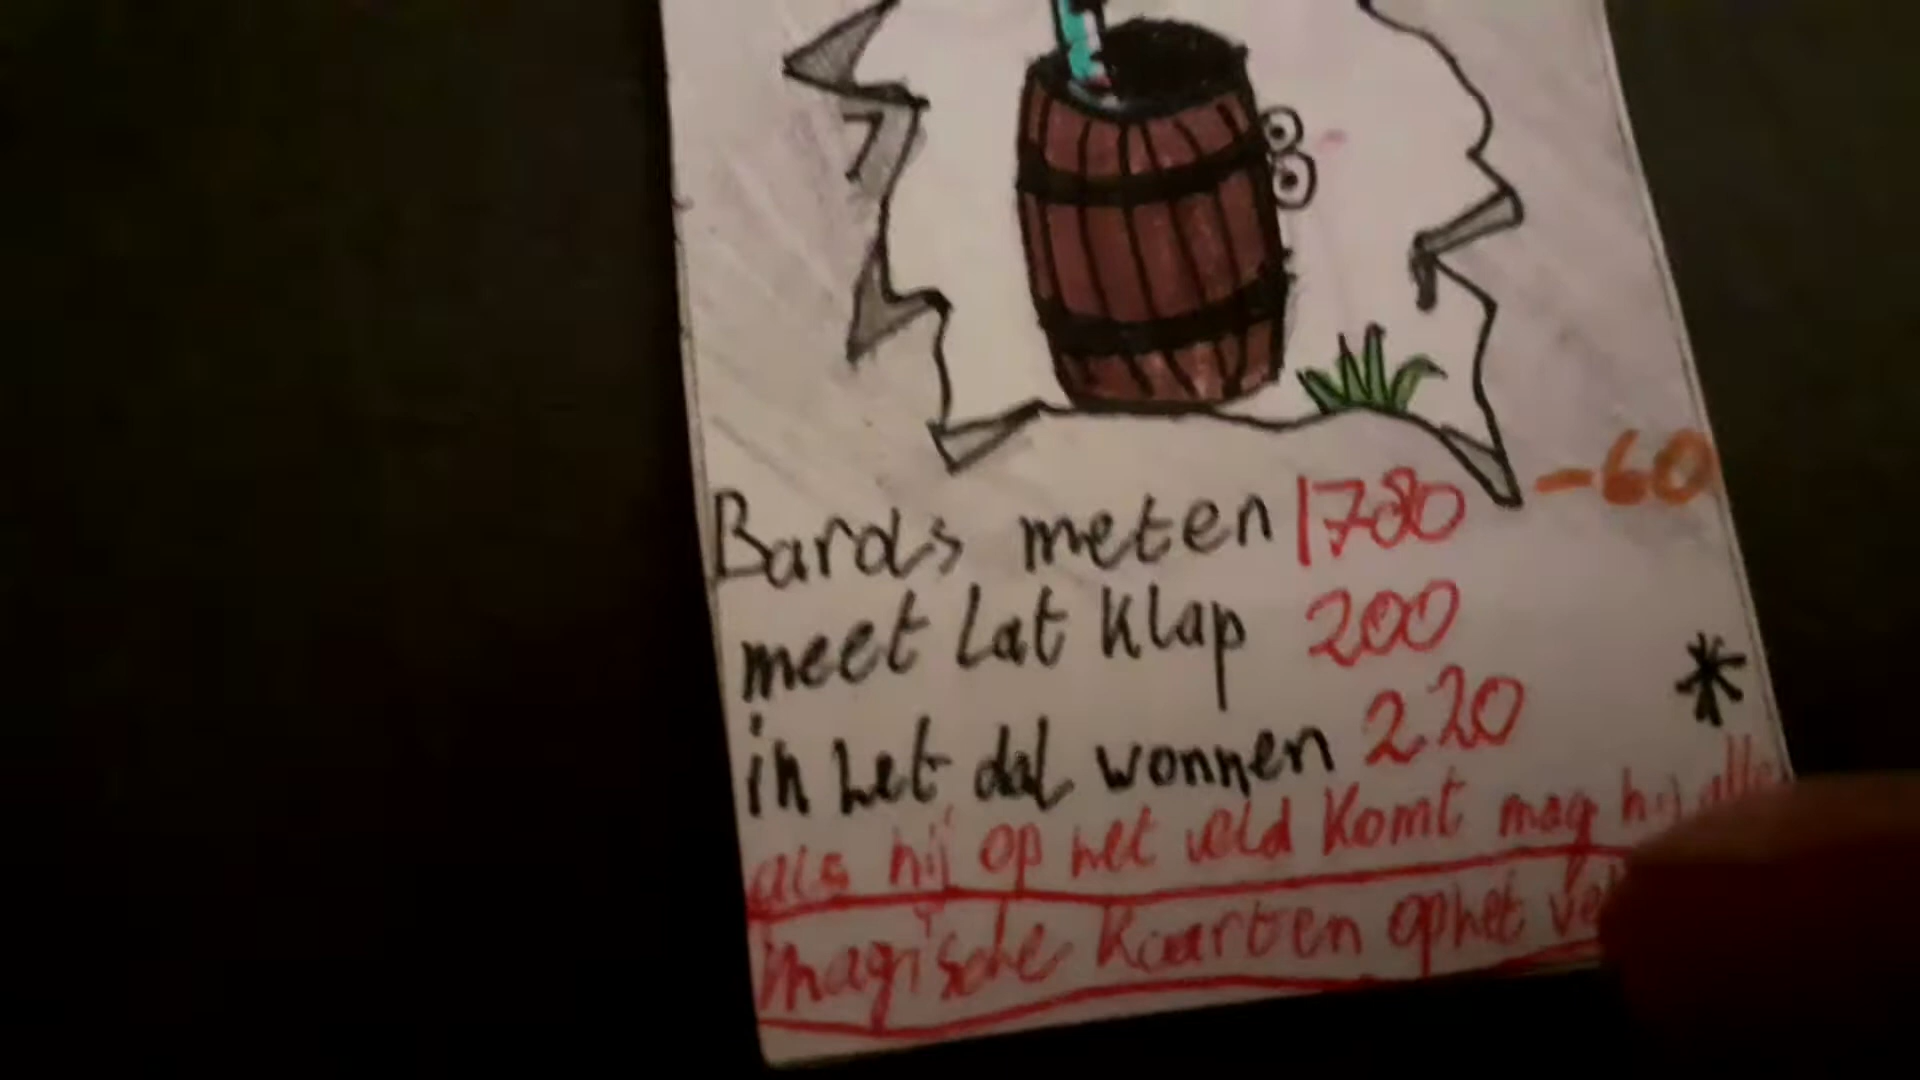 -60
Bards meten 1780
meet Lat Klap 200
in het dal wonnen 220
*
als hij op het veld komt mag hij alle
magische kaarten op het